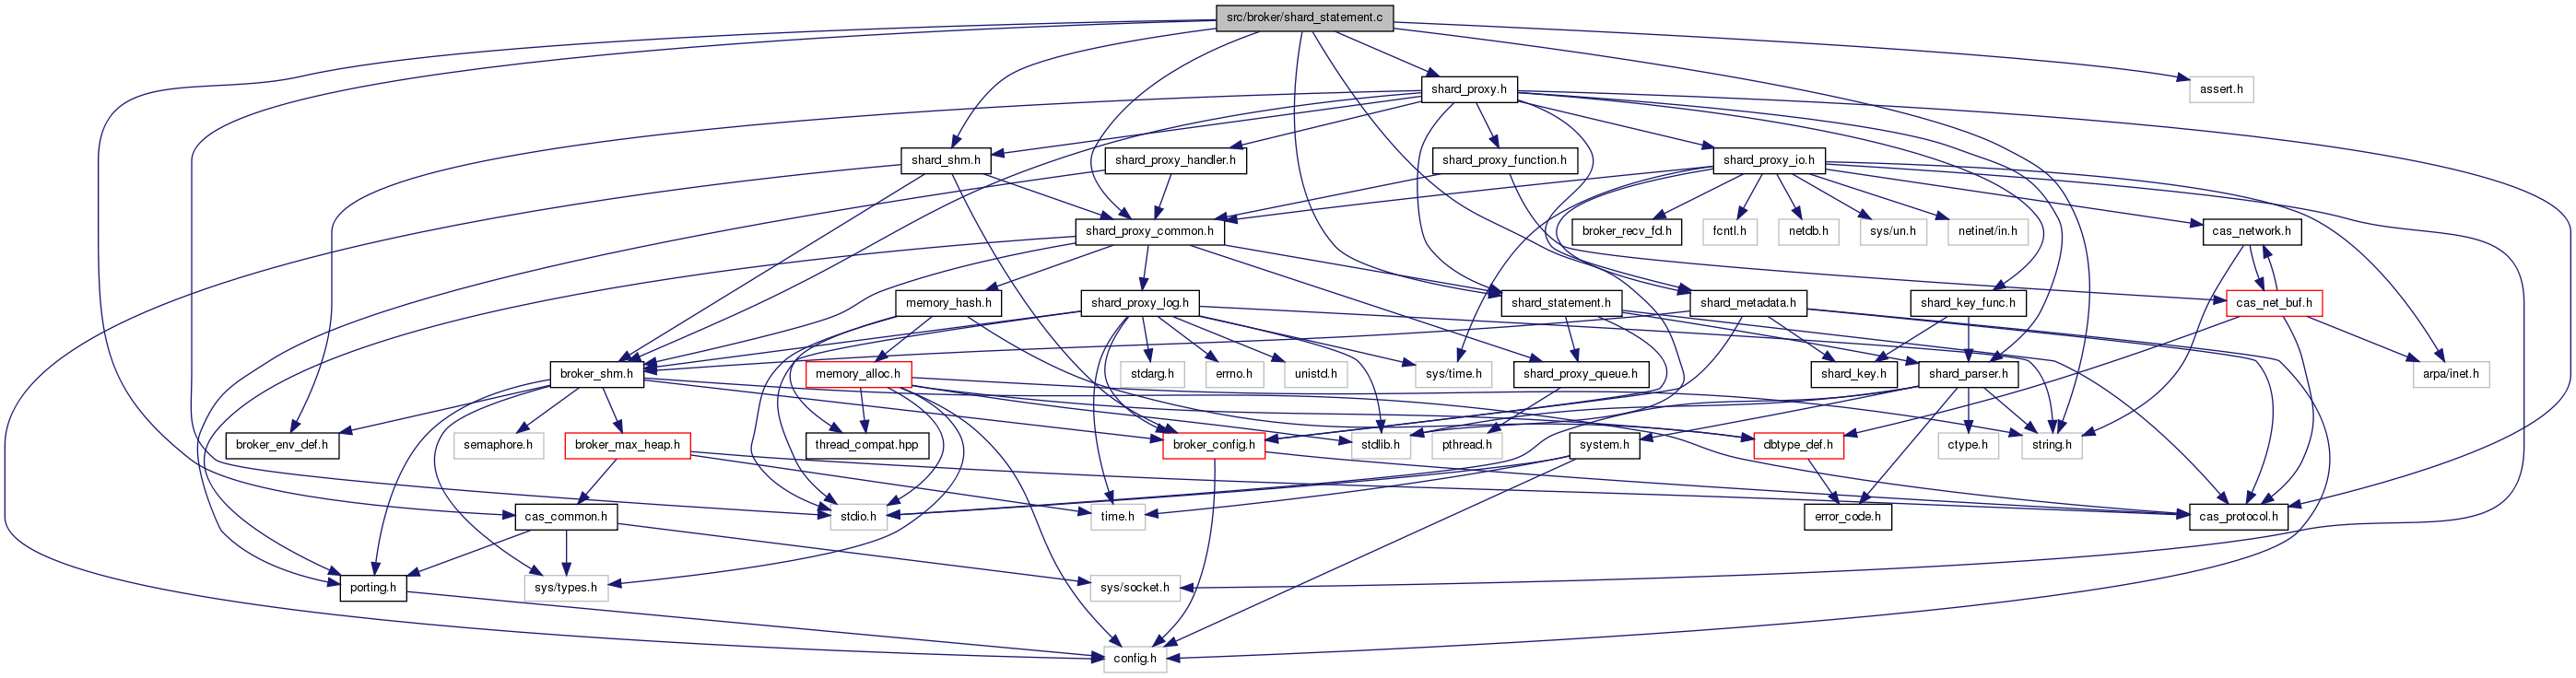 src/broker/shard_statement.c
shard_proxy.h
assert.h
shard_shm.h
shard_proxy_handler.h
shard_proxy_function.h
shard_proxy_io.h
shard_proxy_common.h
broker_recv_fd.h
fcntl.h
netdb.h
sys/un.h
netinet/in.h
cas_network.h
memory_hash.h
shard_proxy_log.h
shard_statement.h
shard_metadata.h
shard_key_func.h
cas_net_buf.h
broker_shm.h
memory_alloc.h
stdarg.h
errno.h
unistd.h
sys/time.h
shard_proxy_queue.h
shard_key.h
shard_parser.h
arpa/inet.h
broker_env_def.h
semaphore.h
broker_max_heap.h
thread_compat.hpp
broker_config.h
stdlib.h
pthread.h
system.h
dbtype_def.h
ctype.h
string.h
cas_common.h
stdio.h
time.h
error_code.h
cas_protocol.h
porting.h
sys/types.h
sys/socket.h
config.h